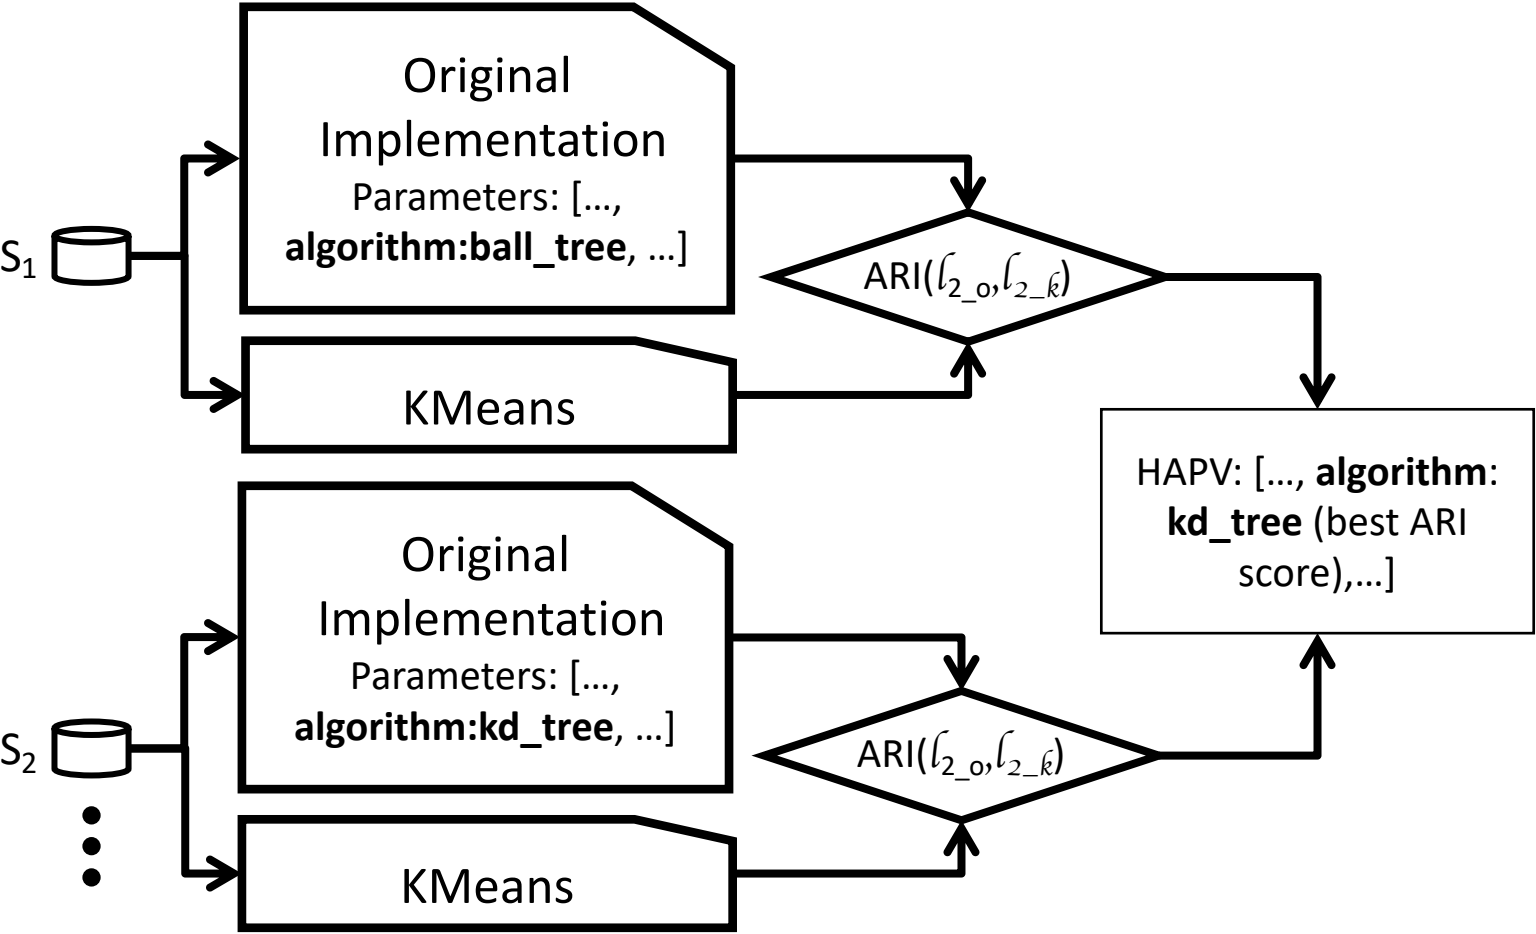 Original
Implementation
Parameters: [..., 
algorithm:ball_tree, ...]
S1
ARI(l2_o,l2_k)
KMeans
HAPV: [..., algorithm:
kd_tree (best ARI
score),...]
Original
Implementation
Parameters: [..., 
algorithm:kd_tree, ...]
S2
ARI(l2_o,l2_k)
KMeans